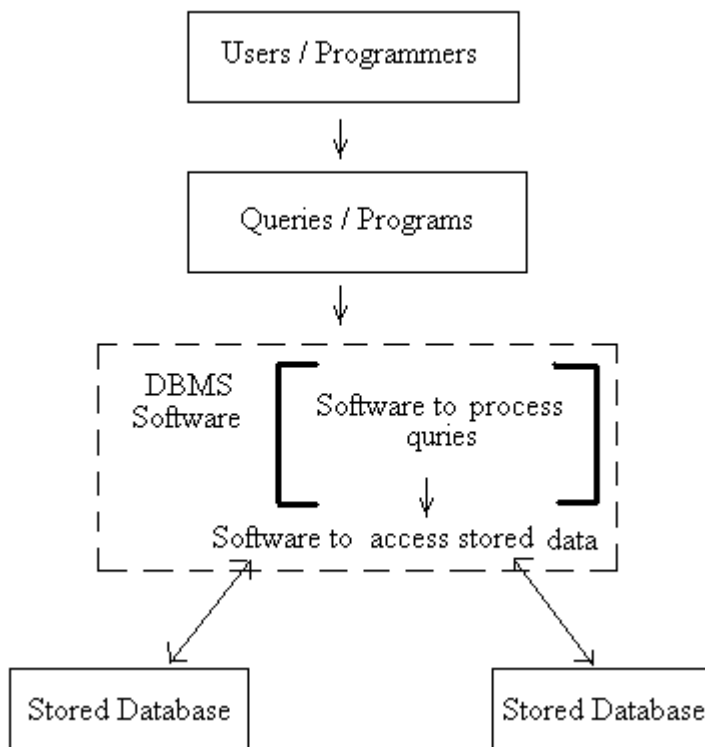 Users / Programmers
Queries / Programs
DBMS
Software
Software to process
quries
Software to access stored data
Stored Database
Stored Database